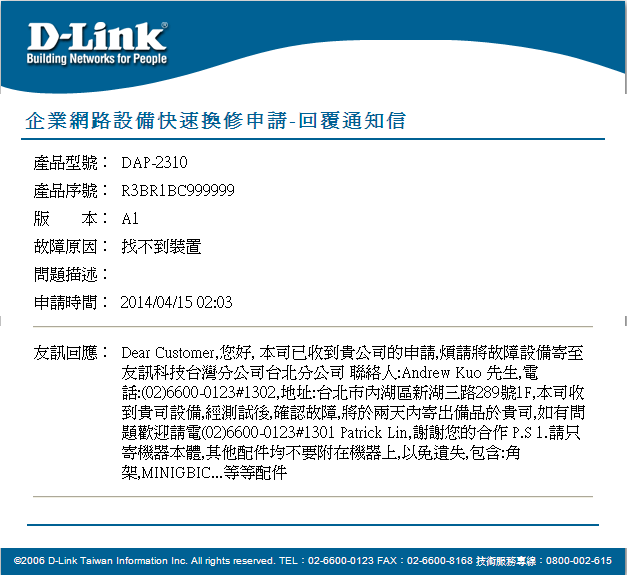 D-Link®
Building Networks for People
企業網路設備快速換修申請-回覆通知信
產品型號： DAP-2310
產品序號： R3BR1BC999999
版　　本： A1
故障原因： 找不到裝置
問題描述：
申請時間： 2014/04/15 02:03
友訊回應： Dear Customer,您好, 本司已收到貴公司的申請,煩請將故障設備寄至
友訊科技台灣分公司台北分公司 聯絡人:Andrew Kuo 先生,電
話:(02)6600-0123#1302,地址:台北市內湖區新湖三路289號1F,本司收
到貴司設備,經測試後,確認故障,將於兩天內寄出備品於貴司,如有問
題歡迎請電(02)6600-0123#1301 Patrick Lin,謝謝您的合作 P.S 1.請只
寄機器本體,其他配件均不要附在機器上,以免遺失,包含:角
架,MINIGBIC...等等配件
©2006 D-Link Taiwan Information Inc. All rights reserved. TEL：02-6600-0123 FAX：02-6600-8168 技術服務專線：0800-002-615